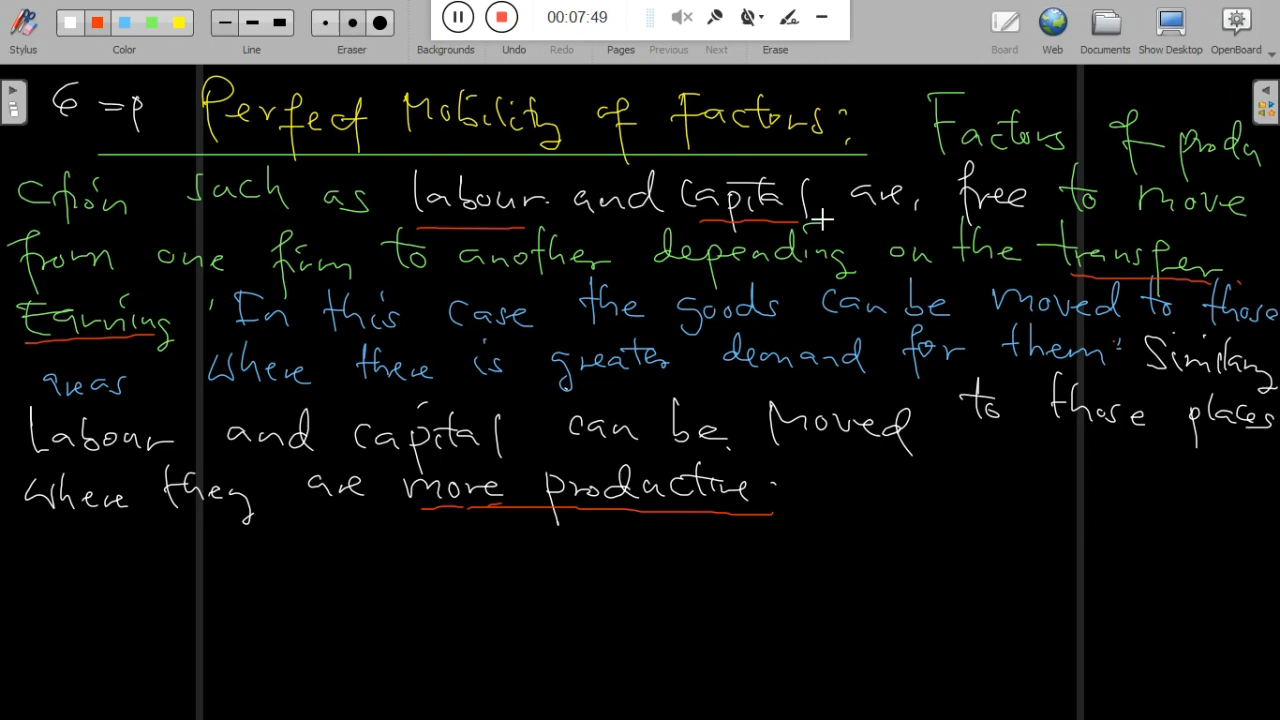 00:07:49
Stylus Color Line Eraser Backgrounds Undo Redo Pages Previous Next Erase Board Web Documents Show Desktop OpenBoard
6 => Perfect Mobility of Factors: Factors of produ
ction such as labour and capital are, free to move
from one firm to another depending on the transfer
Earning. In this case the goods can be moved to those
areas where there is greater demand for them. Similarly
Labour and capital can be Moved to those places
where they are more productive.